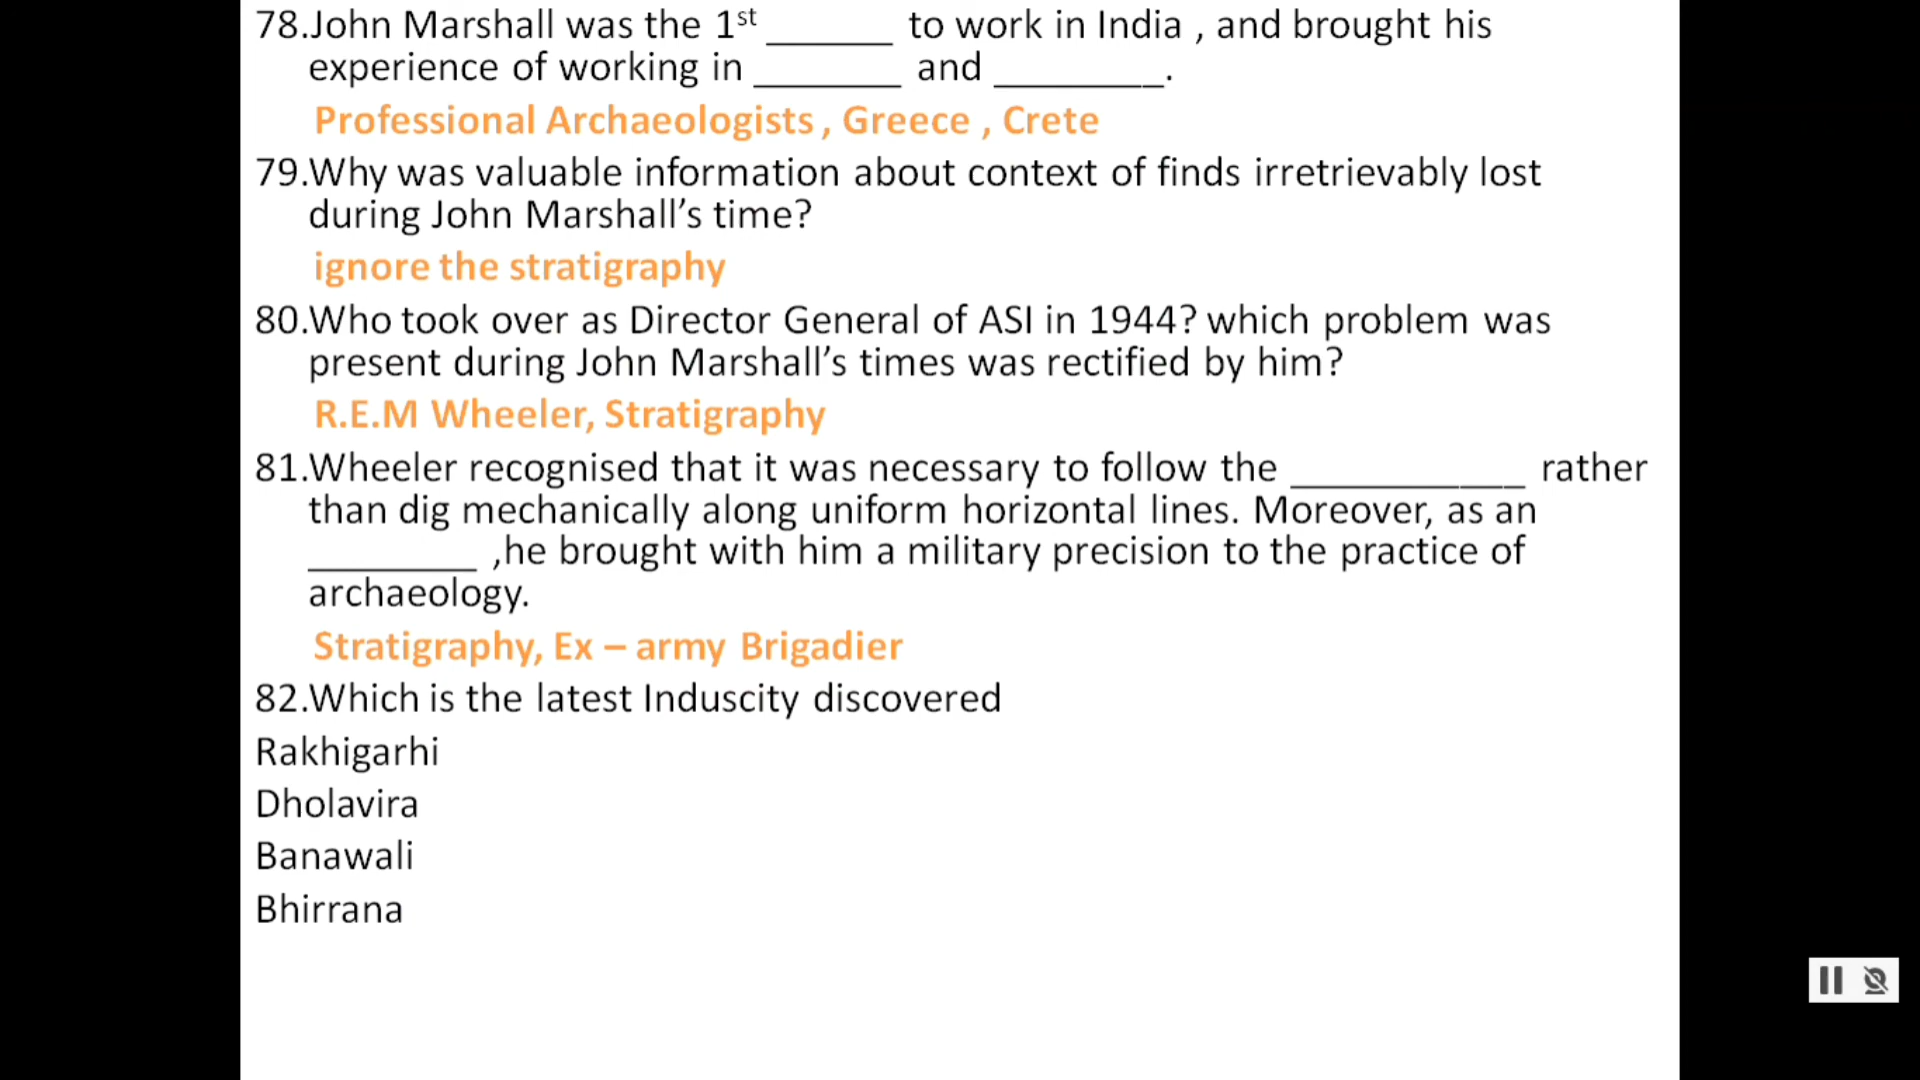 78.John Marshall was the 1st ______ to work in India , and brought his
experience of working in _______ and ________.
Professional Archaeologists , Greece , Crete
79.Why was valuable information about context of finds irretrievably lost
during John Marshall’s time?
ignore the stratigraphy
80.Who took over as Director General of ASI in 1944? which problem was
present during John Marshall’s times was rectified by him?
R.E.M Wheeler, Stratigraphy
81.Wheeler recognised that it was necessary to follow the ___________ rather
than dig mechanically along uniform horizontal lines. Moreover, as an
________ ,he brought with him a military precision to the practice of
archaeology.
Stratigraphy, Ex – army Brigadier
82.Which is the latest Induscity discovered
Rakhigarhi
Dholavira
Banawali
Bhirrana